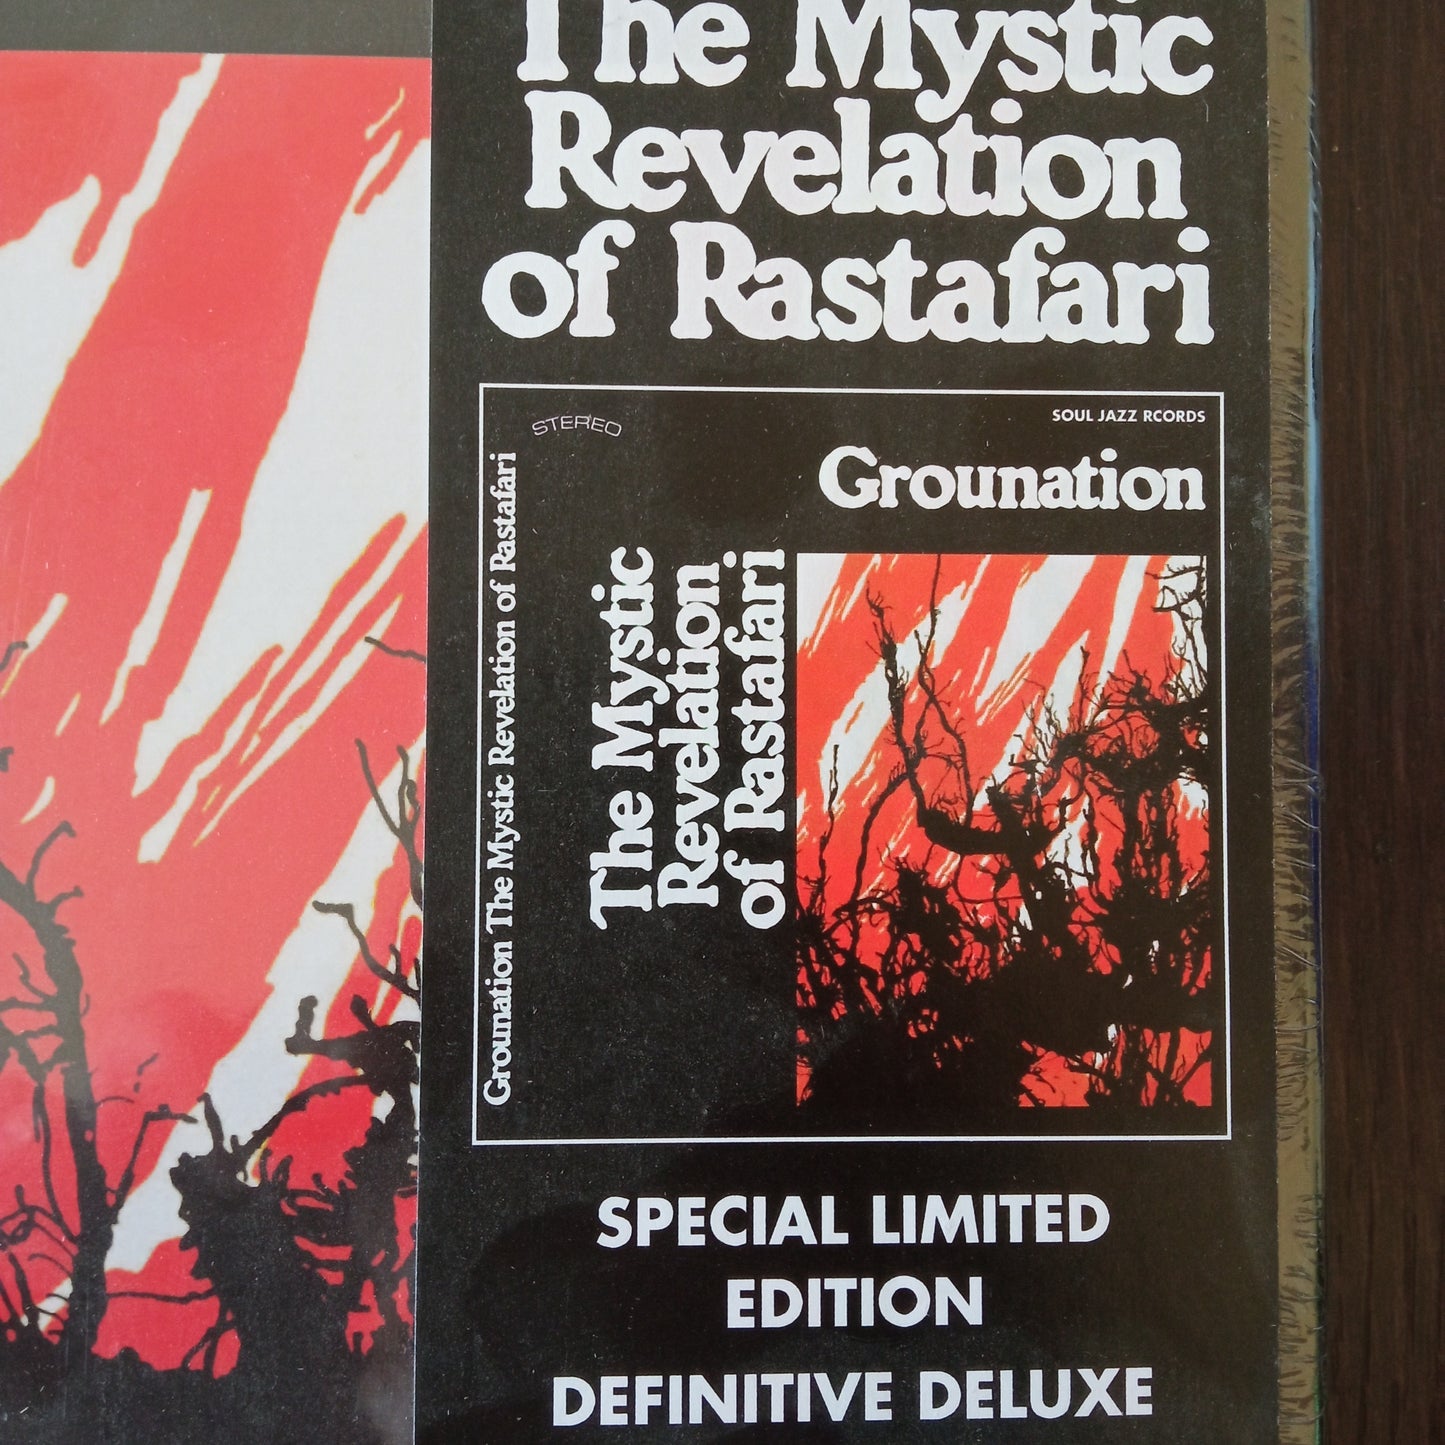 The Mystic
Revelation
of Rastafari
STEREO
SOUL JAZZ RCORDS
Grounation
Grounation The Mystic Revelation of Rastafari
The Mystic
Revelation
of Rastafari
SPECIAL LIMITED
EDITION
DEFINITIVE DELUXE